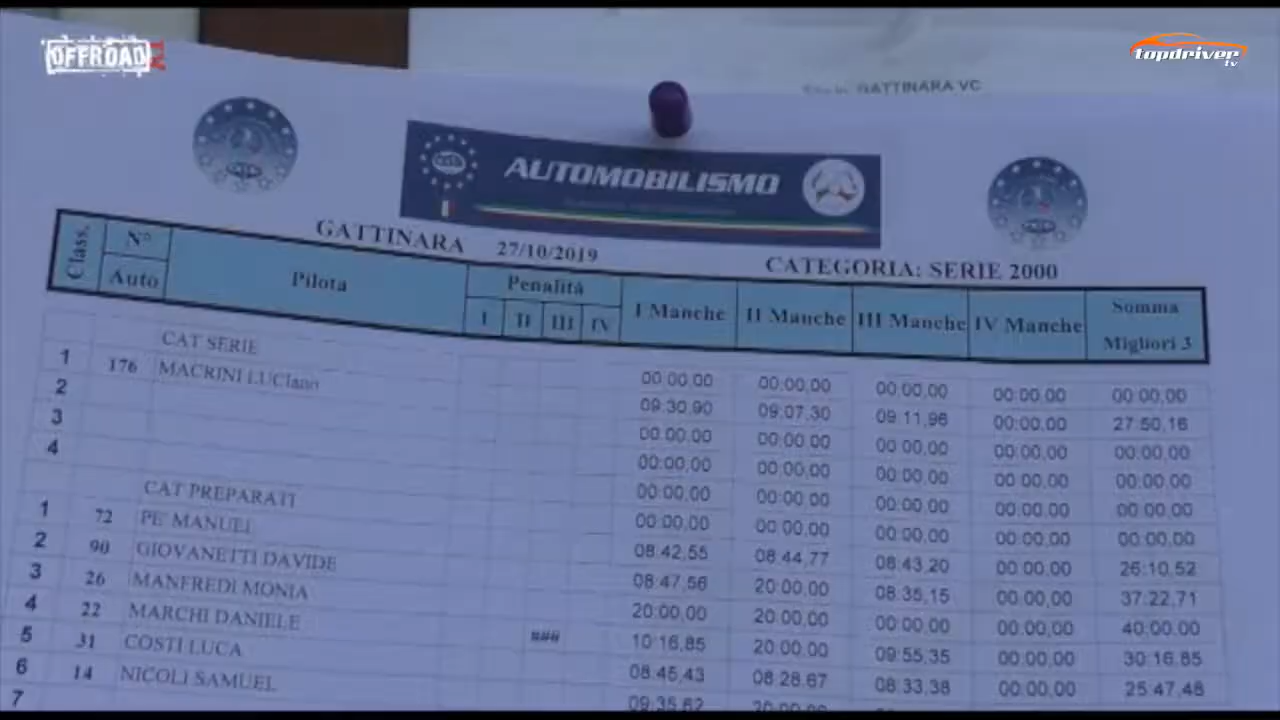 OFFROAD TV
topdriver tv
GATTINARA VC
AUTOMOBILISMO
GATTINARA 27/10/2019 CATEGORIA: SERIE 2000
Class. N° Auto Pilota Penalità I II III IV I Manche II Manche III Manche IV Manche Somma Migliori 3
CAT SERIE 00:00,00 00:00,00 00:00,00 00:00,00 00:00,00
1 176 MACRINI LUCIano 09:30,90 09:07,30 09:11,96 00:00,00 27:50,16
2 00:00,00 00:00,00 00:00,00 00:00,00 00:00,00
3 00:00,00 00:00,00 00:00,00 00:00,00 00:00,00
4 00:00,00 00:00,00 00:00,00 00:00,00 00:00,00
CAT PREPARATI 00:00,00 00:00,00 00:00,00 00:00,00 00:00,00
1 72 PE' MANUEL 08:42,55 08:44,77 08:43,20 00:00,00 26:10,52
2 90 GIOVANETTI DAVIDE 08:47,56 20:00,00 08:35,15 00:00,00 37:22,71
3 26 MANFREDI MONIA 20:00,00 20:00,00 00:00,00 00:00,00 40:00,00
4 22 MARCHI DANIELE ### 10:16,85 20:00,00 09:55,35 00:00,00 30:16,85
5 31 COSTI LUCA 08:45,43 08:28,67 08:33,38 00:00,00 25:47,48
6 14 NICOLI SAMUEL 09:35,62 20:00,00
7